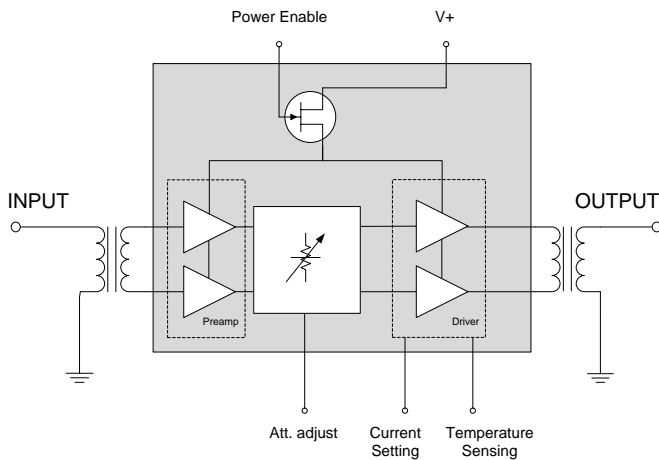 Power Enable
V+
INPUT
OUTPUT
Preamp
Driver
Att. adjust
Current
Setting
Temperature
Sensing